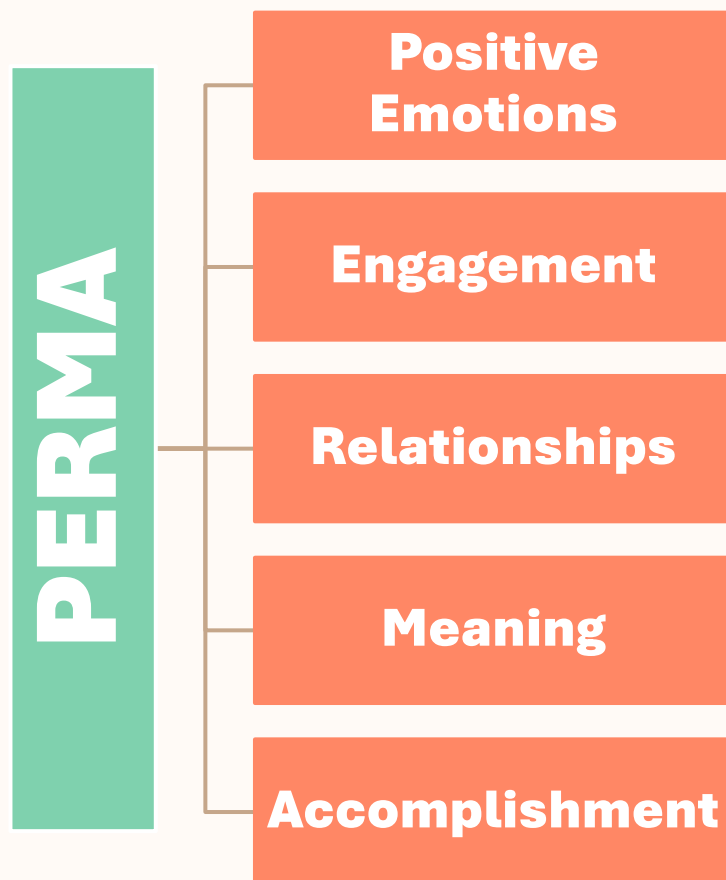 PERMA
Positive
Emotions
Engagement
Relationships
Meaning
Accomplishment